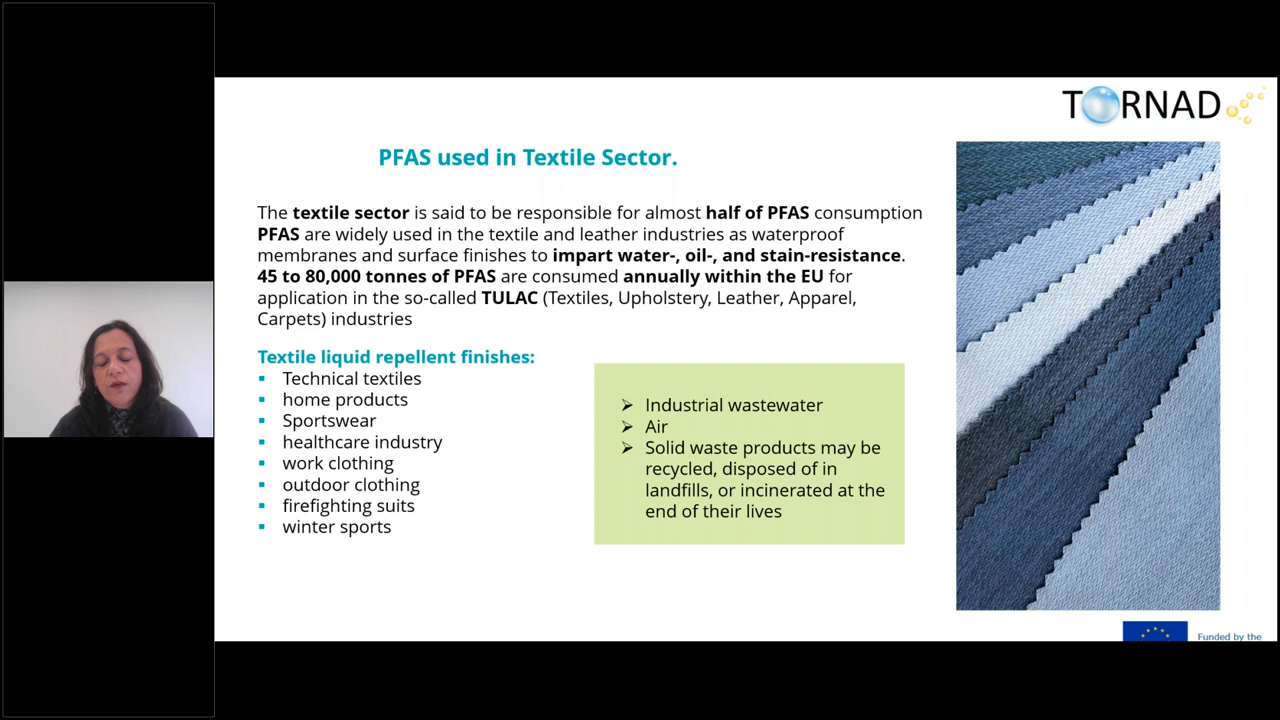 TORNAD
PFAS used in Textile Sector.
The textile sector is said to be responsible for almost half of PFAS consumption
PFAS are widely used in the textile and leather industries as waterproof
membranes and surface finishes to impart water-, oil-, and stain-resistance.
45 to 80,000 tonnes of PFAS are consumed annually within the EU for
application in the so-called TULAC (Textiles, Upholstery, Leather, Apparel,
Carpets) industries
Textile liquid repellent finishes:
Technical textiles
home products
Sportswear
healthcare industry
work clothing
outdoor clothing
firefighting suits
winter sports
Industrial wastewater
Air
Solid waste products may be
recycled, disposed of in
landfills, or incinerated at the
end of their lives
Funded by the